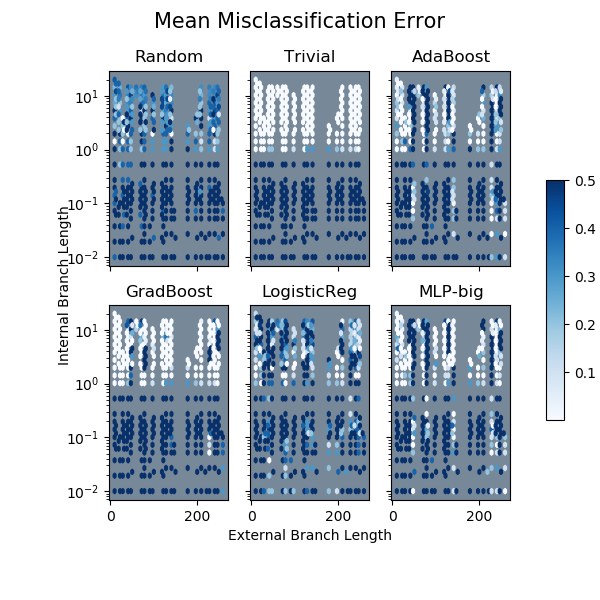 Mean Misclassification Error
Random Trivial AdaBoost
10¹
10⁰
10⁻¹
10⁻²
GradBoost LogisticReg MLP-big
10¹
10⁰
10⁻¹
10⁻²
0 200 0 200 0 200
Internal Branch Length
External Branch Length
0.5
0.4
0.3
0.2
0.1